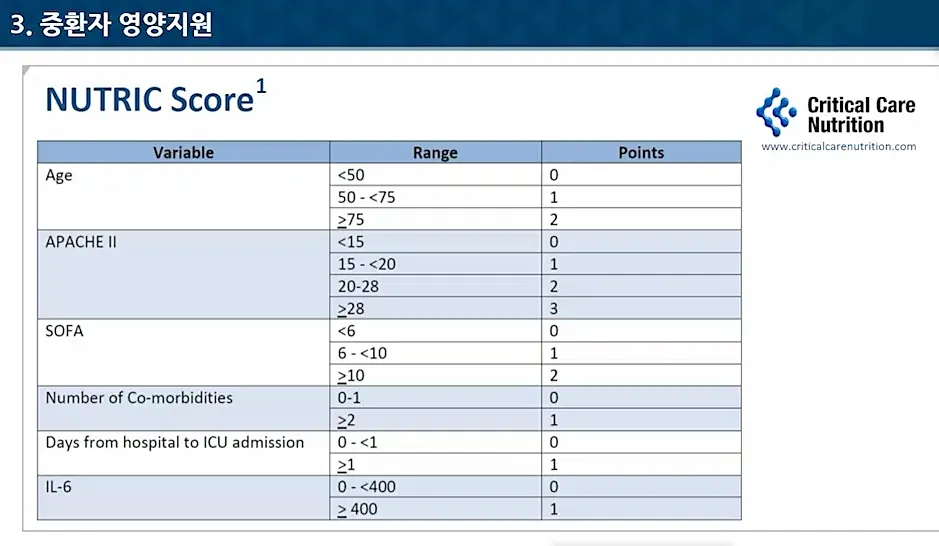 3. 중환자 영양지원
NUTRIC Score1
Critical Care
Nutrition
www.criticalcarenutrition.com
Variable Range Points
Age <50 0
50 - <75 1
≥75 2
APACHE II <15 0
15 - <20 1
20-28 2
≥28 3
SOFA <6 0
6 - <10 1
≥10 2
Number of Co-morbidities 0-1 0
≥2 1
Days from hospital to ICU admission 0 - <1 0
≥1 1
IL-6 0 - <400 0
≥ 400 1